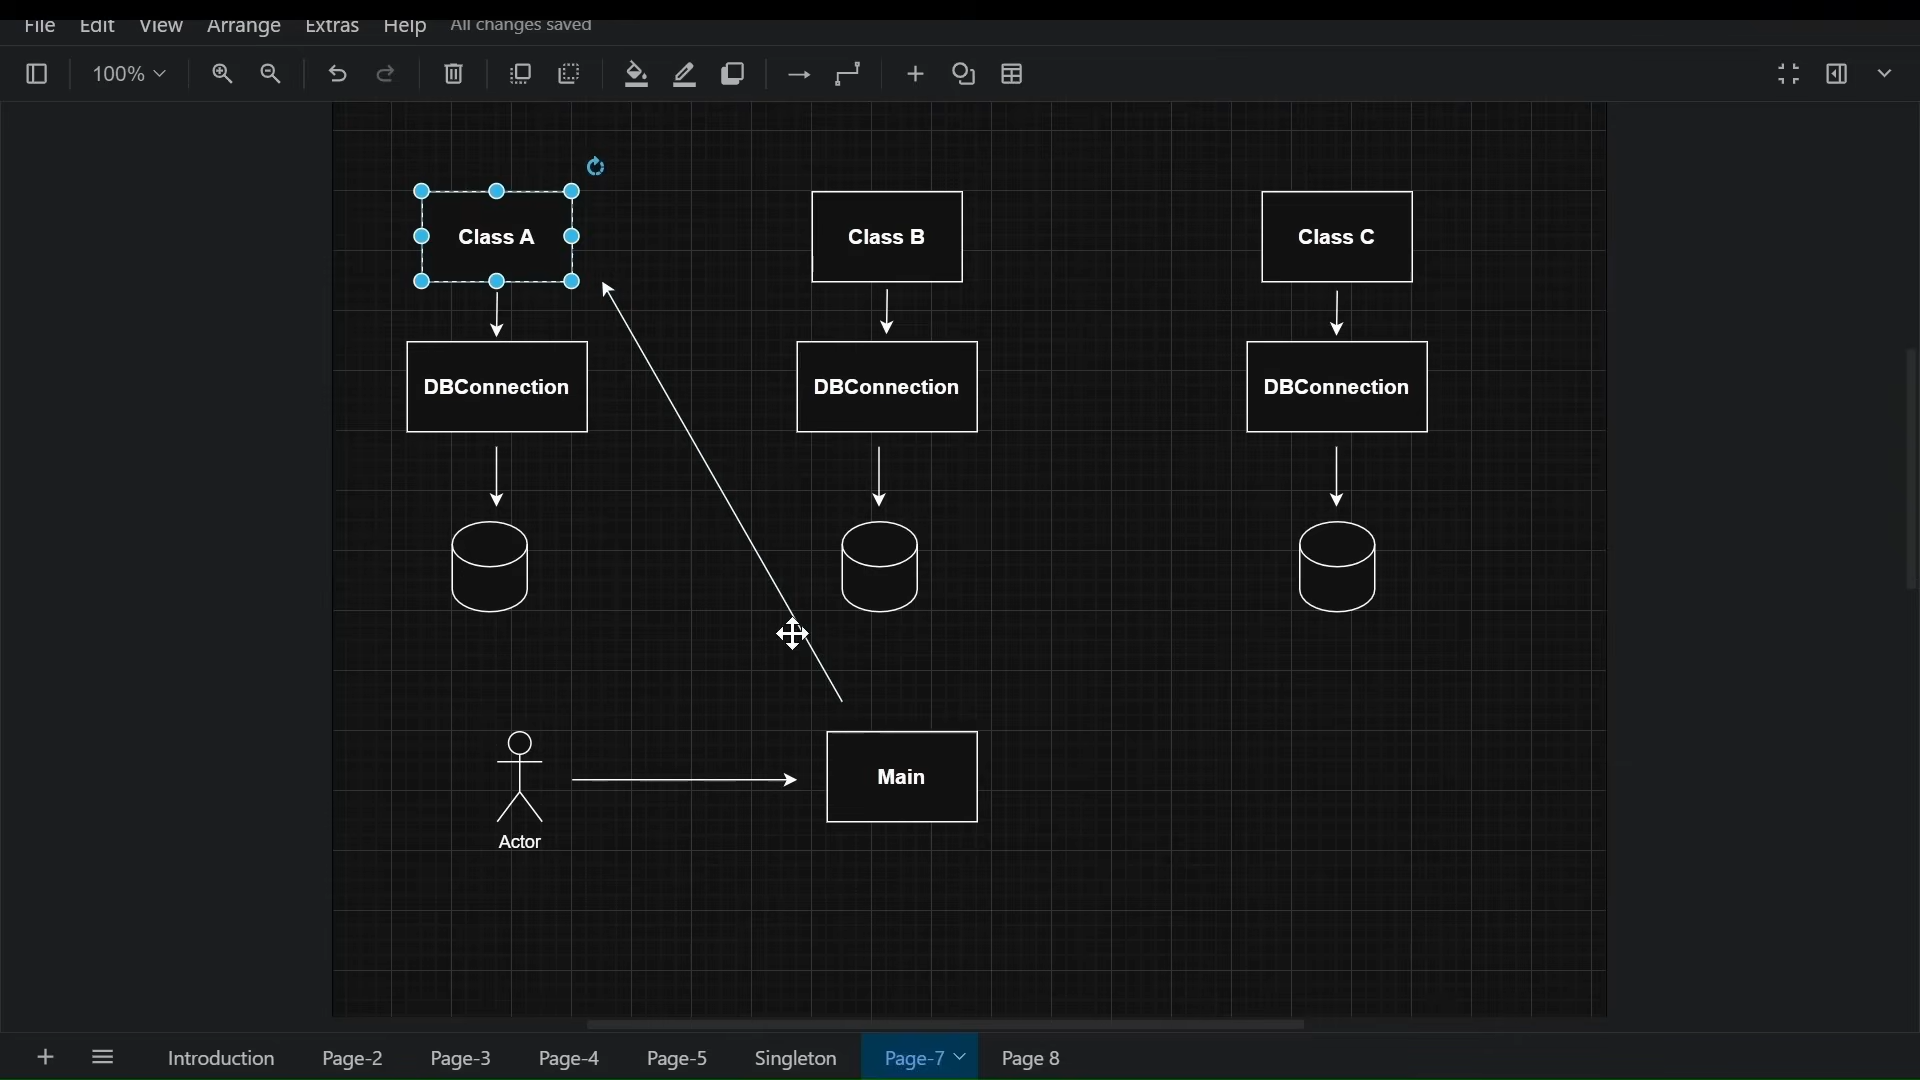 File Edit View Arrange Extras Help All changes saved
100%
Class A Class B Class C
DBConnection DBConnection DBConnection
Main
Actor
Introduction Page-2 Page-3 Page-4 Page-5 Singleton Page-7 Page 8